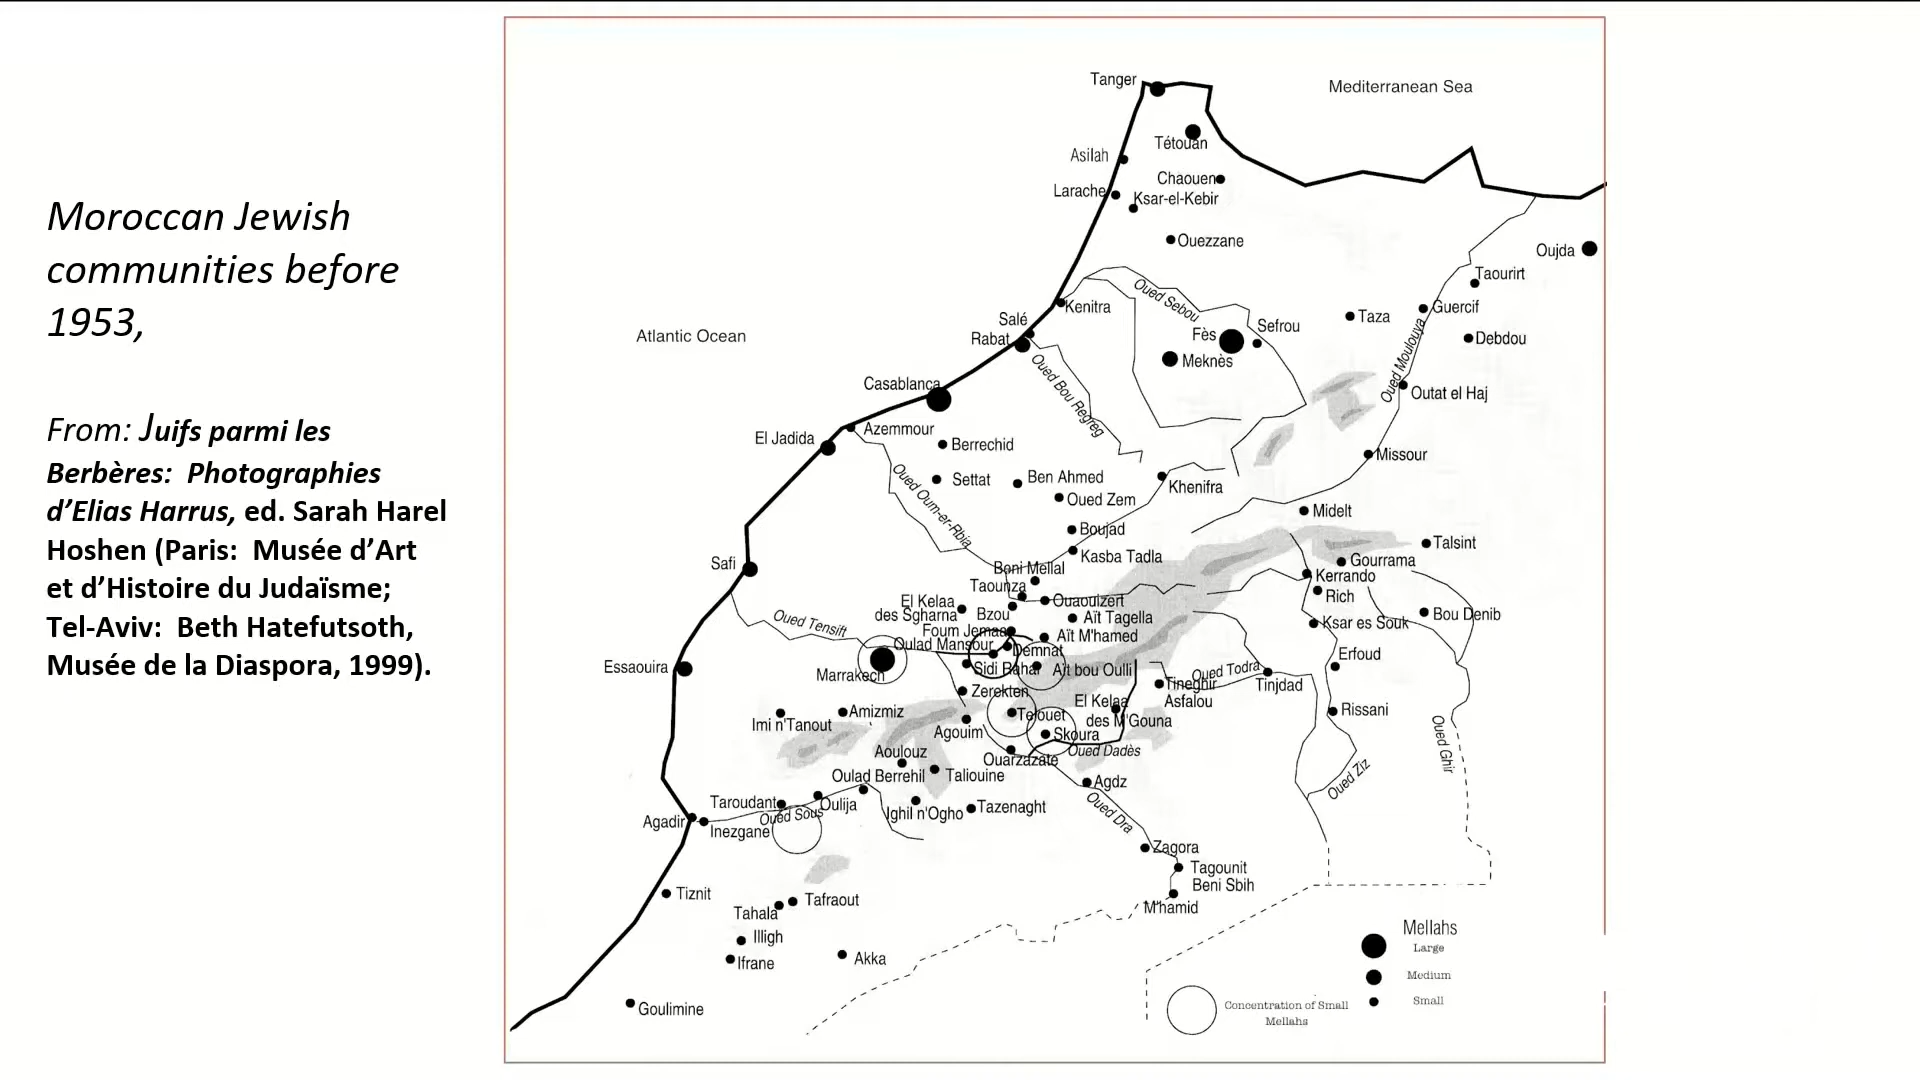 Moroccan Jewish
communities before
1953,
From: Juifs parmi les
Berbères: Photographies
d’Elias Harrus, ed. Sarah Harel
Hoshen (Paris: Musée d’Art
et d’Histoire du Judaïsme;
Tel-Aviv: Beth Hatefutsoth,
Musée de la Diaspora, 1999).
Tanger
Mediterranean Sea
Tétouan
Asilah
Chaouen
Larache
Ksar-el-Kebir
Ouezzane
Oujda
Taourirt
Oued Sebou
Kenitra
Guercif
Taza
Salé
Sefrou
Fès
Atlantic Ocean
Rabat
Debdou
Meknès
Oued Moulouya
Oued Bou Regreg
Casablanca
Outat el Haj
Azemmour
El Jadida
Berrechid
Missour
Settat
Ben Ahmed
Khenifra
Oued Zem
Oued Oum-er-Rbia
Midelt
Boujad
Talsint
Kasba Tadla
Safi
Gourrama
Beni Mellal
Kerrando
Taounza
Rich
El Kelaa
des Sgharna
Ouaouizert
Bzou
Bou Denib
Aït Tagella
Oued Tensift
Ksar es Souk
Foum Jemaa
Aït M'hamed
Oulad Mansour
Demnat
Erfoud
Essaouira
Sidi Rahal
Aït bou Oulli
Marrakech
Oued Todra
Tineghir
Asfalou
Tinjdad
Zerekten
El Kelaa
des M'Gouna
Rissani
Imi n'Tanout
Amizmiz
Telouet
Agouim
Skoura
Oued Ghir
Aoulouz
Ouarzazate
Oued Dadès
Oulad Berrehil
Taliouine
Agdz
Oued Ziz
Taroudant
Oulija
Oued Sous
Ighil n'Ogho
Tazenaght
Oued Dra
Agadir
Inezgane
Zagora
Tagounit
Beni Sbih
Tiznit
Tafraout
Tahala
M'hamid
Illigh
Mellahs
Large
Akka
Ifrane
Medium
Goulimine
Small
Concentration of Small
Mellahs